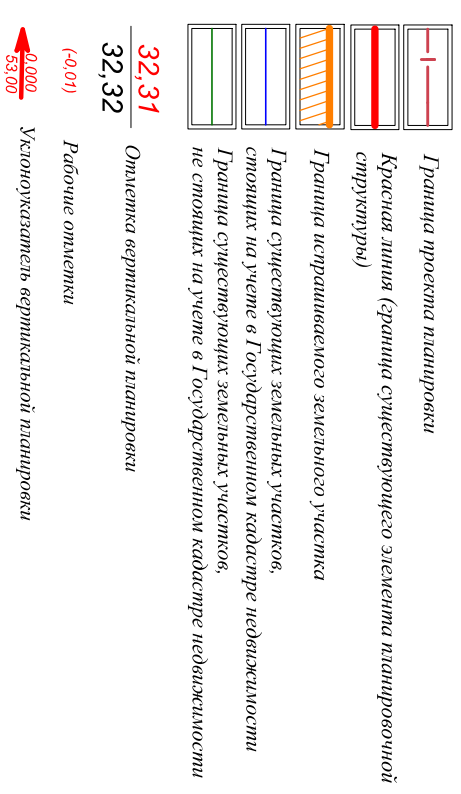 Граница проекта планировки
Красная линия (граница существующего элемента планировочной
структуры)
Граница испрашиваемого земельного участка
Граница существующих земельных участков,
стоящих на учете в Государственном кадастре недвижимости
Граница существующих земельных участков,
не стоящих на учете в Государственном кадастре недвижимости
32,31
32,32
Отметка вертикальной планировки
(-0,01)
Рабочие отметки
0,000
53,00
Уклоноуказатель вертикальной планировки